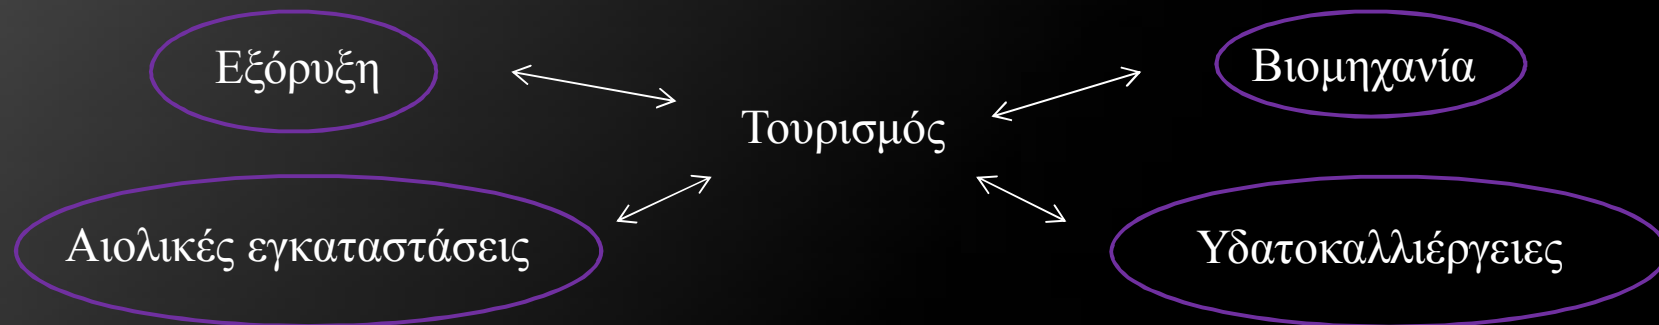 Εξόρυξη
Βιομηχανία
Τουρισμός
Αιολικές εγκαταστάσεις
Υδατοκαλλιέργειες